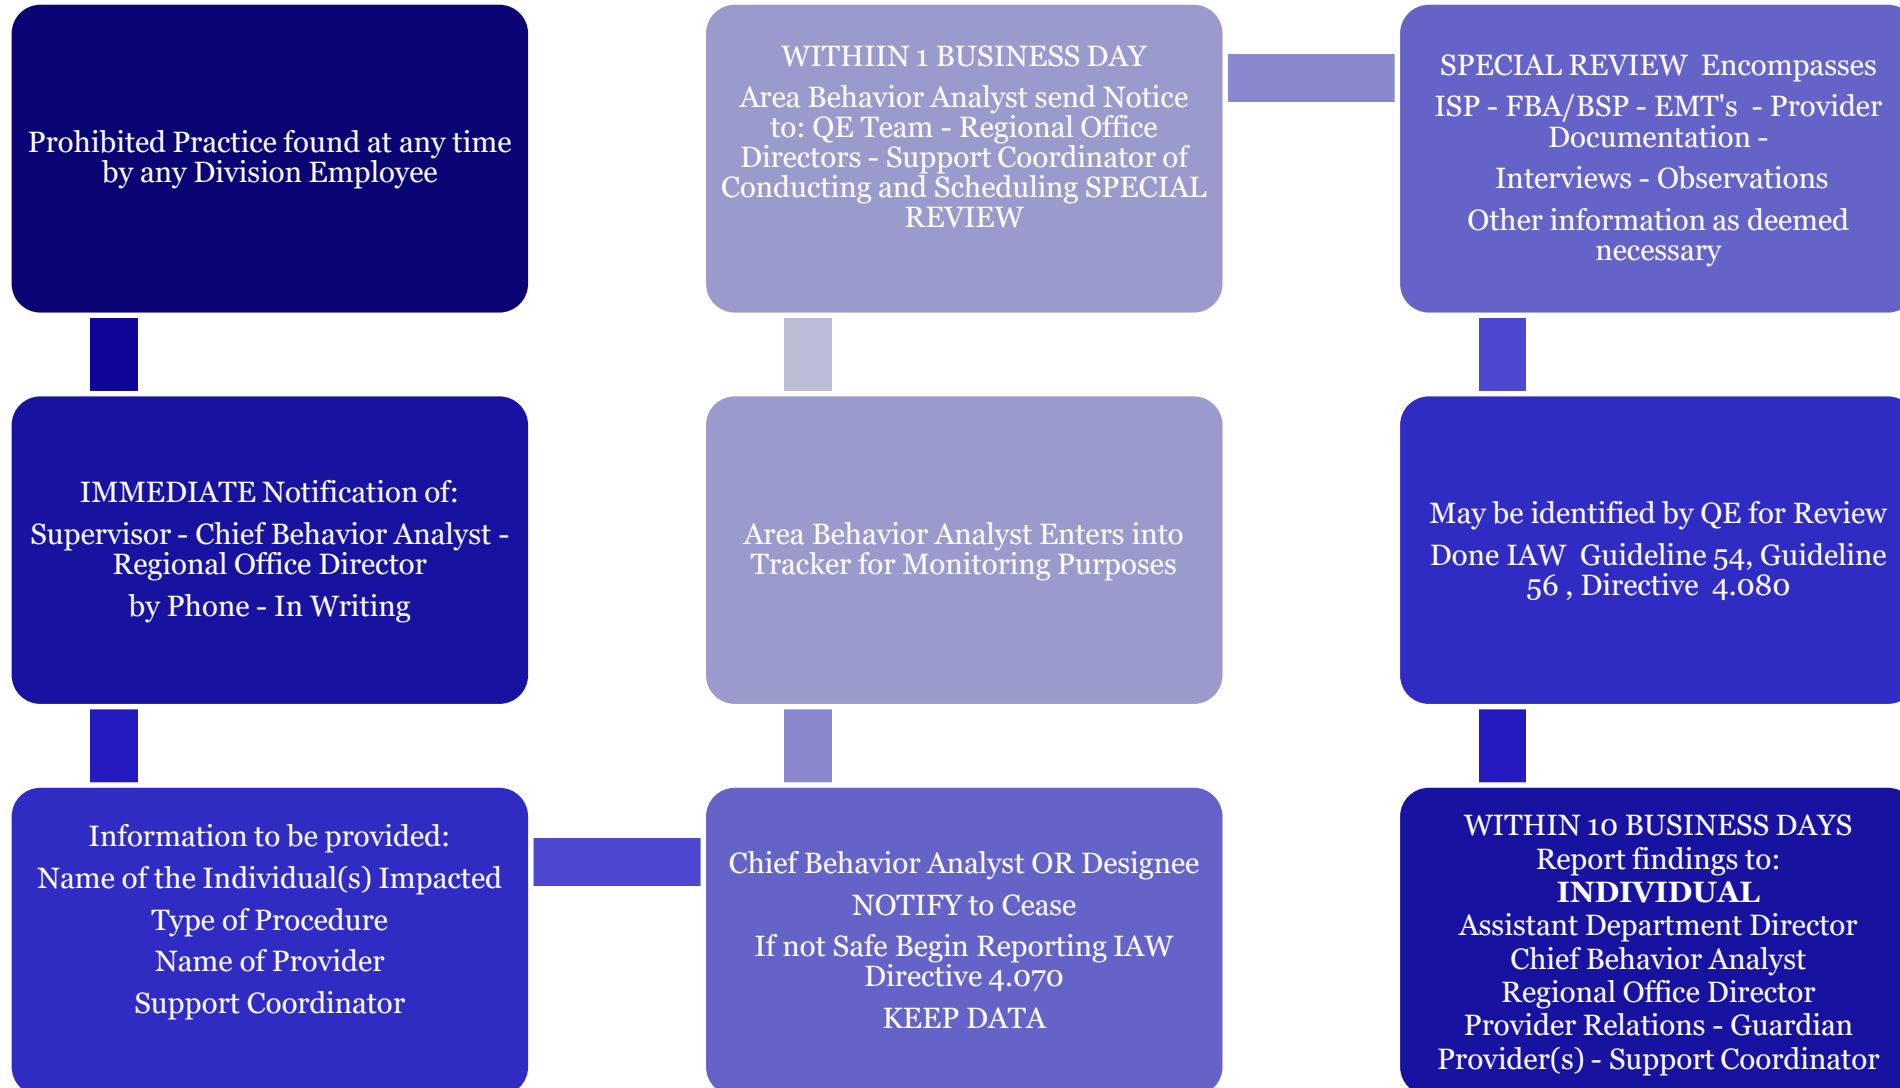 Prohibited Practice found at any time
by any Division Employee
IMMEDIATE Notification of:
Supervisor - Chief Behavior Analyst -
Regional Office Director
by Phone - In Writing
Information to be provided:
Name of the Individual(s) Impacted
Type of Procedure
Name of Provider
Support Coordinator
Chief Behavior Analyst OR Designee
NOTIFY to Cease
If not Safe Begin Reporting IAW
Directive 4.070
KEEP DATA
Area Behavior Analyst Enters into
Tracker for Monitoring Purposes
WITHIIN 1 BUSINESS DAY
Area Behavior Analyst send Notice
to: QE Team - Regional Office
Directors - Support Coordinator of
Conducting and Scheduling SPECIAL
REVIEW
SPECIAL REVIEW Encompasses
ISP - FBA/BSP - EMT's - Provider
Documentation -
Interviews - Observations
Other information as deemed
necessary
May be identified by QE for Review
Done IAW Guideline 54, Guideline
56 , Directive 4.080
WITHIN 10 BUSINESS DAYS
Report findings to:
INDIVIDUAL
Assistant Department Director
Chief Behavior Analyst
Regional Office Director
Provider Relations - Guardian
Provider(s) - Support Coordinator